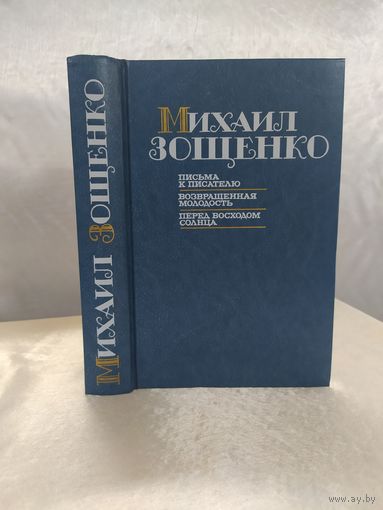 МИХАИЛ ЗОЩЕНКО
МИХАИЛ
ЗОЩЕНКО
ПИСЬМА
К ПИСАТЕЛЮ
ВОЗВРАЩЕННАЯ
МОЛОДОСТЬ
ПЕРЕД ВОСХОДОМ
СОЛНЦА
www.ay.by